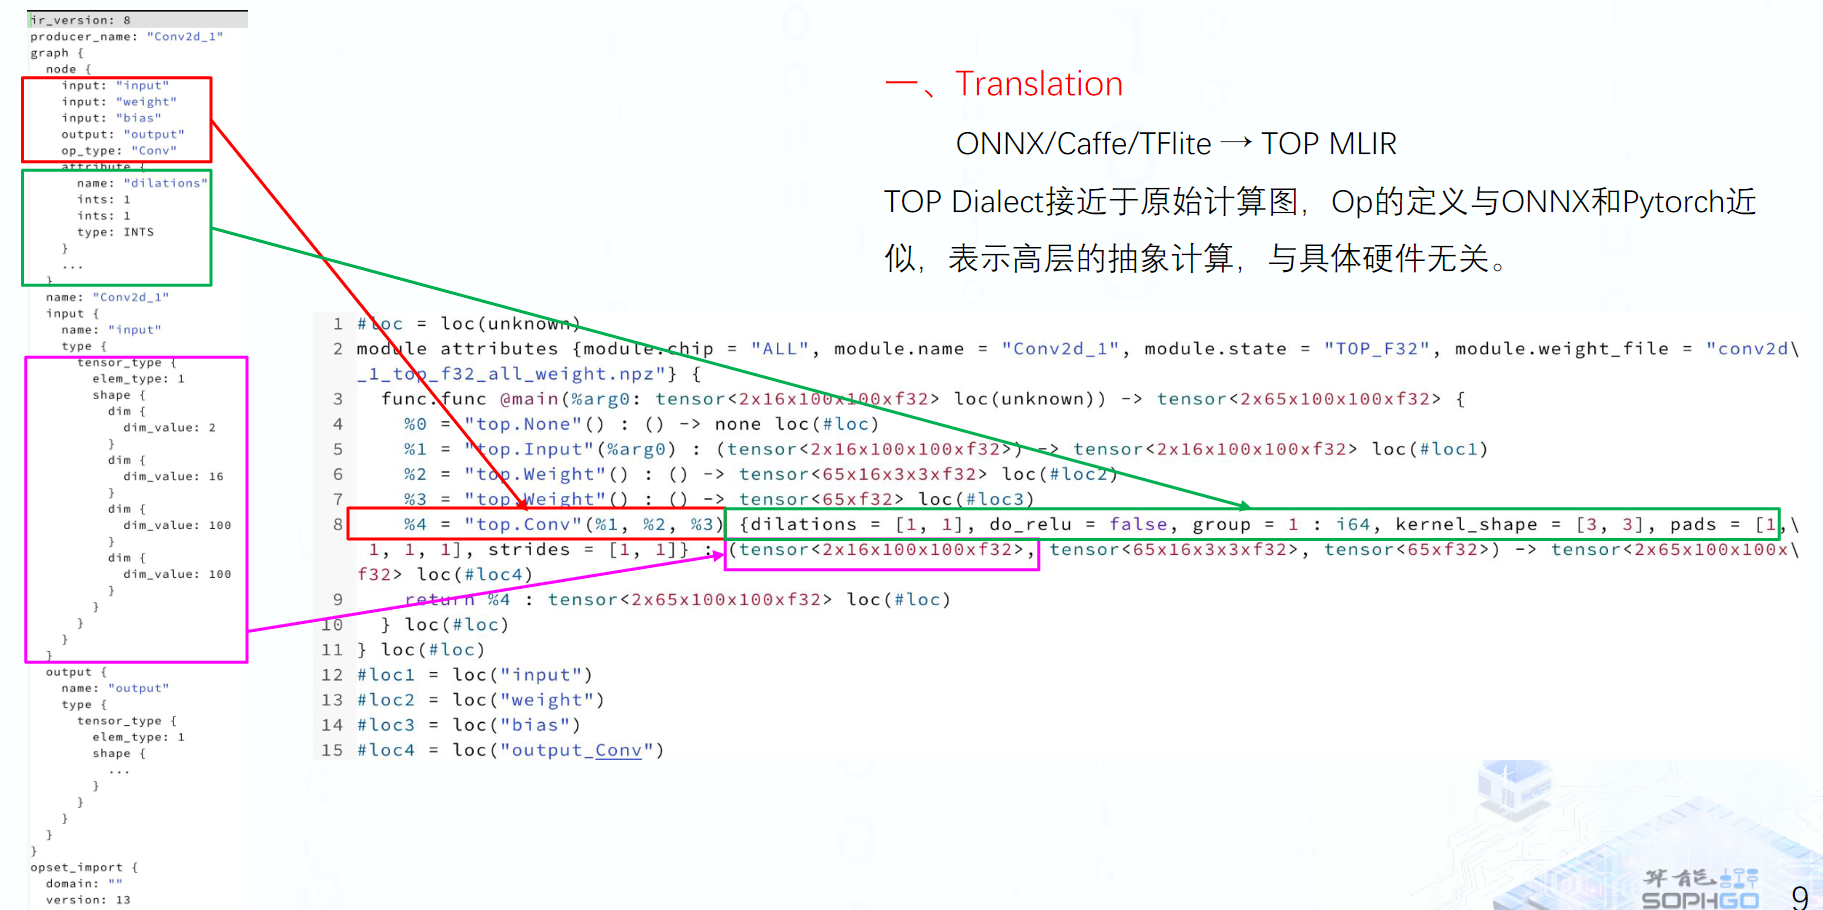 ir_version: 8
producer_name: "Conv2d_1"
graph {
node {
input: "input"
input: "weight"
input: "bias"
output: "output"
op_type: "Conv"
attribute {
name: "dilations"
ints: 1
ints: 1
type: INTS
}
...
}
name: "Conv2d_1"
input {
name: "input"
type {
tensor_type {
elem_type: 1
shape {
dim {
dim_value: 2
}
dim {
dim_value: 16
}
dim {
dim_value: 100
}
dim {
dim_value: 100
}
}
}
}
}
output {
name: "output"
type {
tensor_type {
elem_type: 1
shape {
...
}
}
}
}
}
opset_import {
domain: ""
version: 13
一、Translation
ONNX/Caffe/TFlite → TOP MLIR
TOP Dialect接近于原始计算图，Op的定义与ONNX和Pytorch近
似，表示高层的抽象计算，与具体硬件无关。
1 #loc = loc(unknown)
2 module attributes {module.chip = "ALL", module.name = "Conv2d_1", module.state = "TOP_F32", module.weight_file = "conv2d\
_1_top_f32_all_weight.npz"} {
3 func.func @main(%arg0: tensor<2x16x100x100xf32> loc(unknown)) -> tensor<2x65x100x100xf32> {
4 %0 = "top.None"() : () -> none loc(#loc)
5 %1 = "top.Input"(%arg0) : (tensor<2x16x100x100xf32>) -> tensor<2x16x100x100xf32> loc(#loc1)
6 %2 = "top.Weight"() : () -> tensor<65x16x3x3xf32> loc(#loc2)
7 %3 = "top.Weight"() : () -> tensor<65xf32> loc(#loc3)
8 %4 = "top.Conv"(%1, %2, %3) {dilations = [1, 1], do_relu = false, group = 1 : i64, kernel_shape = [3, 3], pads = [1,\
1, 1, 1], strides = [1, 1]} : (tensor<2x16x100x100xf32>, tensor<65x16x3x3xf32>, tensor<65xf32>) -> tensor<2x65x100x100x\
f32> loc(#loc4)
9 return %4 : tensor<2x65x100x100xf32> loc(#loc)
10 } loc(#loc)
11 } loc(#loc)
12 #loc1 = loc("input")
13 #loc2 = loc("weight")
14 #loc3 = loc("bias")
15 #loc4 = loc("output_Conv")
算能
SOPHGO
9